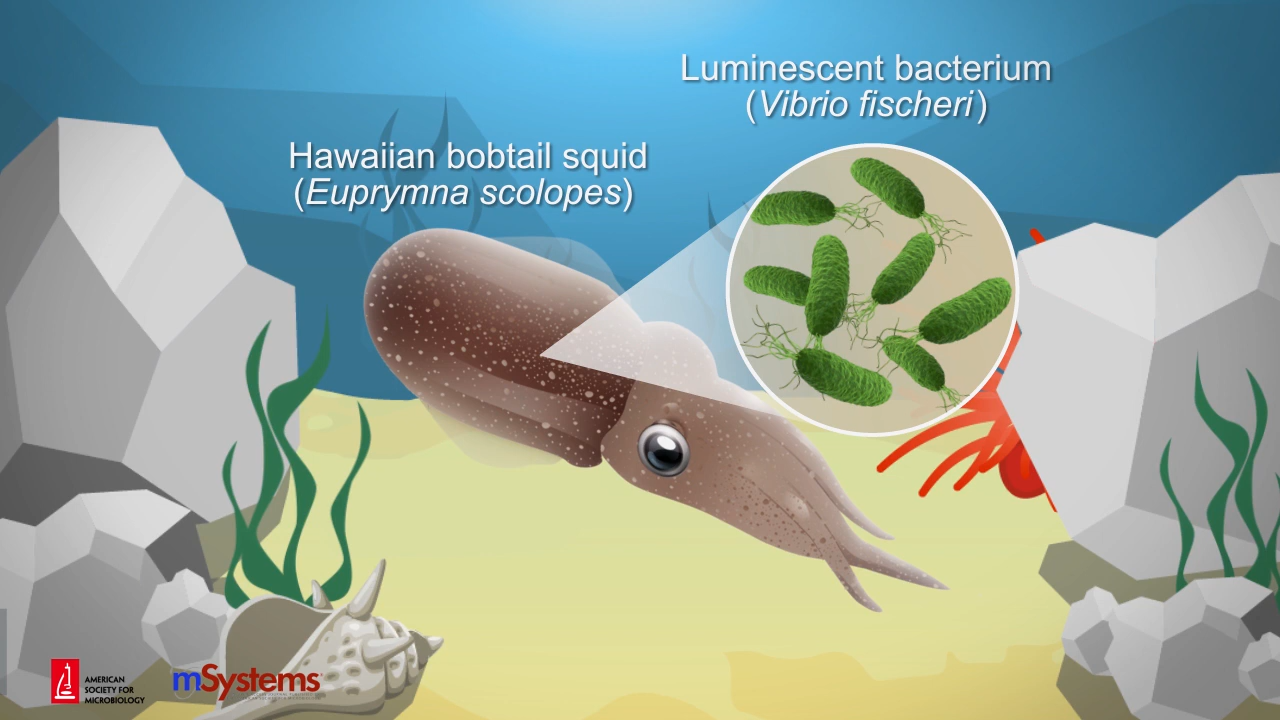 Luminescent bacterium
(Vibrio fischeri)
Hawaiian bobtail squid
(Euprymna scolopes)
AMERICAN
SOCIETY FOR
MICROBIOLOGY
mSystems